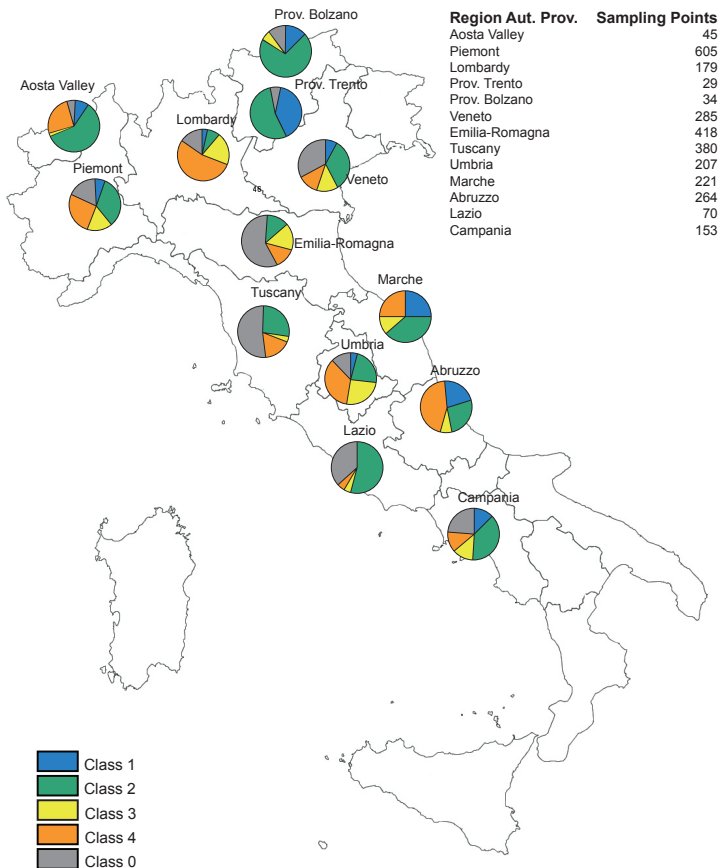 Prov. Bolzano
Region Aut. Prov. Sampling Points
Aosta Valley 45
Piemont 605
Lombardy 179
Prov. Trento 29
Prov. Bolzano 34
Veneto 285
Emilia-Romagna 418
Tuscany 380
Umbria 207
Marche 221
Abruzzo 264
Lazio 70
Campania 153
Prov. Trento
Aosta Valley
Lombardy
Piemont
Veneto
46
Emilia-Romagna
Marche
Tuscany
Umbria
Abruzzo
Lazio
Campania
Class 1
Class 2
Class 3
Class 4
Class 0